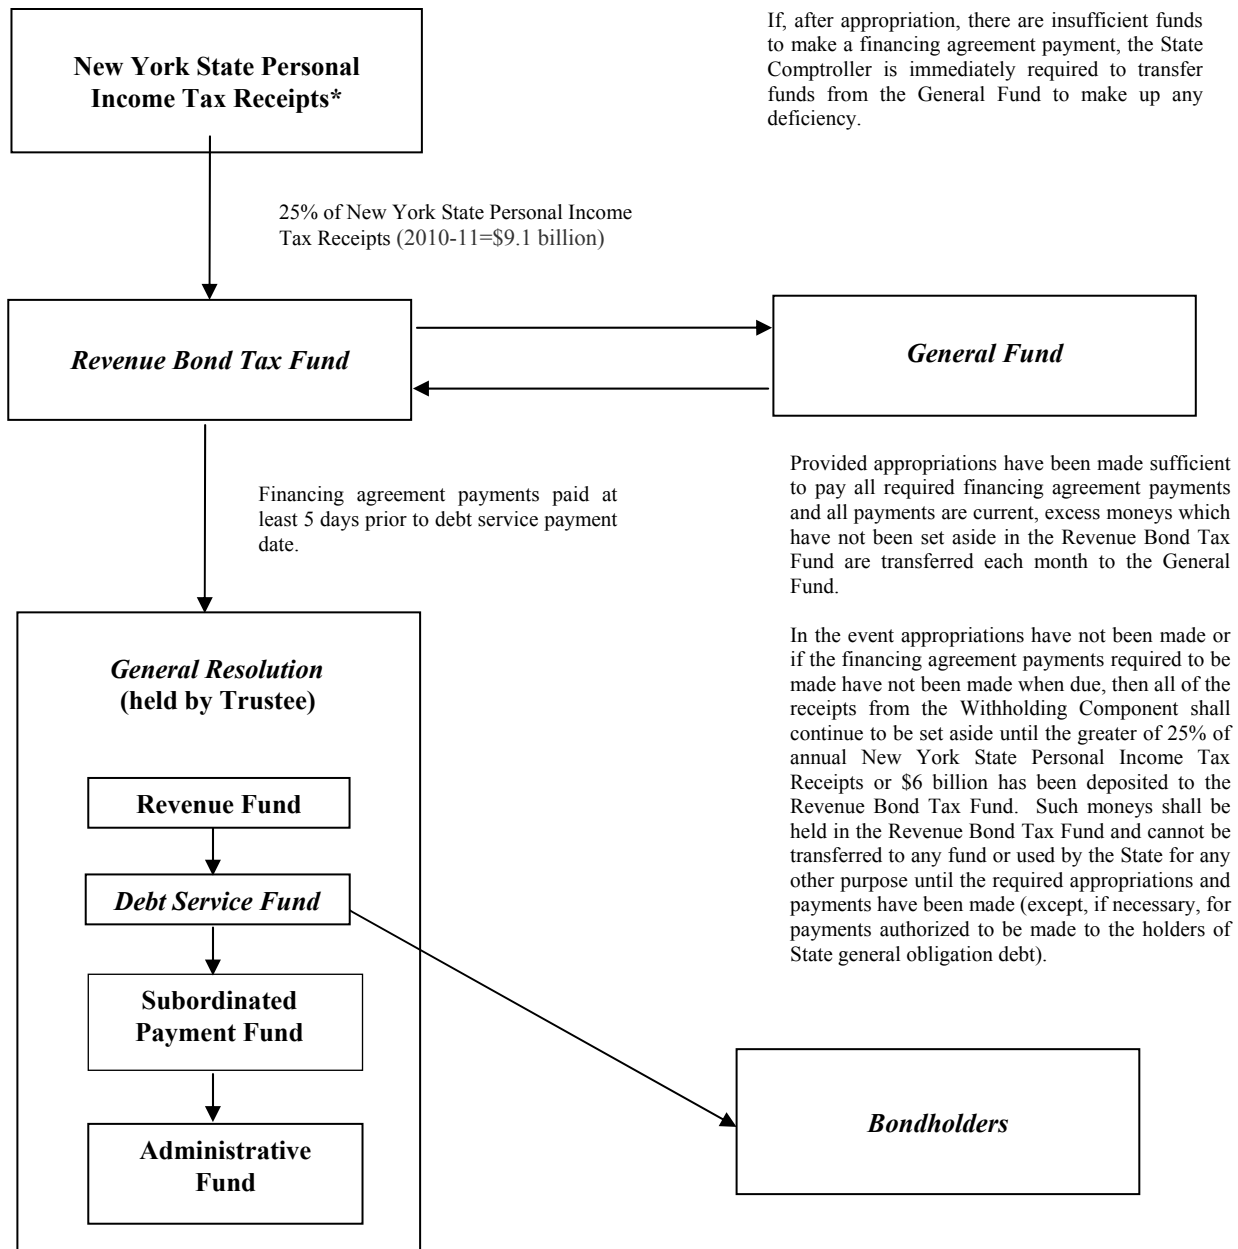 New York State Personal
Income Tax Receipts*
If, after appropriation, there are insufficient funds
to make a financing agreement payment, the State
Comptroller is immediately required to transfer
funds from the General Fund to make up any
deficiency.
25% of New York State Personal Income
Tax Receipts (2010-11=$9.1 billion)
Revenue Bond Tax Fund
General Fund
Financing agreement payments paid at
least 5 days prior to debt service payment
date.
Provided appropriations have been made sufficient
to pay all required financing agreement payments
and all payments are current, excess moneys which
have not been set aside in the Revenue Bond Tax
Fund are transferred each month to the General
Fund.
In the event appropriations have not been made or
if the financing agreement payments required to be
made have not been made when due, then all of the
receipts from the Withholding Component shall
continue to be set aside until the greater of 25% of
annual New York State Personal Income Tax
Receipts or $6 billion has been deposited to the
Revenue Bond Tax Fund. Such moneys shall be
held in the Revenue Bond Tax Fund and cannot be
transferred to any fund or used by the State for any
other purpose until the required appropriations and
payments have been made (except, if necessary, for
payments authorized to be made to the holders of
State general obligation debt).
General Resolution
(held by Trustee)
Revenue Fund
Debt Service Fund
Subordinated
Payment Fund
Administrative
Fund
Bondholders